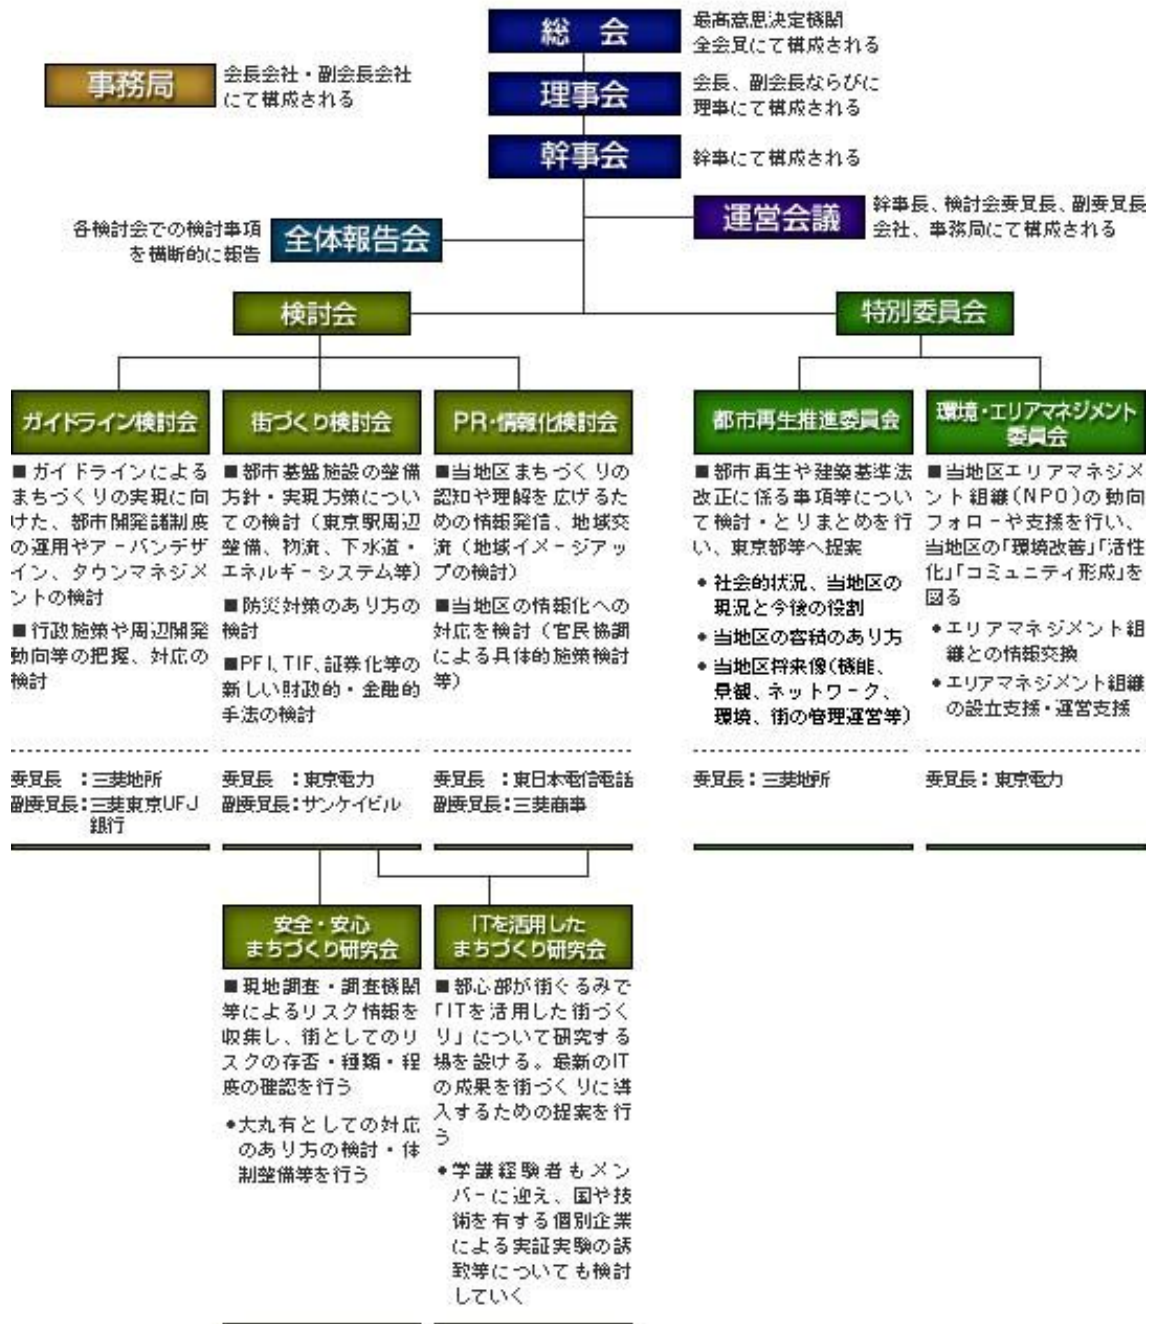 総　会
最高意思決定機関
全会員にて構成される
事務局
会長会社・副会長会社
にて構成される
理事会
会長、副会長ならびに
理事にて構成される
幹事会
幹事にて構成される
運営会議
幹事長、検討会委員長、副委員長
会社、事務局にて構成される
各検討会での検討事項
を横断的に報告
全体報告会
検討会
特別委員会
ガイドライン検討会
■ガイドラインによる
まちづくりの実現に向
けた、都市開発諸制度
の運用やアーバンデザ
イン、タウンマネジメ
ントの検討
■行政施策や周辺開発
動向等の把握、対応の
検討
委員長　：三菱地所
副委員長：三菱東京UFJ
銀行
街づくり検討会
■都市基盤施設の整備
方針・実現方策につい
ての検討（東京駅周辺
整備、物流、下水道・
エネルギーシステム等）
■防災対策のあり方の
検討
■PFI、TIF、証券化等の
新しい財政的・金融的
手法の検討
委員長　：東京電力
副委員長：サンケイビル
PR・情報化検討会
■当地区まちづくりの
認知や理解を広げるた
めの情報発信、地域交
流（地域イメージアッ
プの検討）
■当地区の情報化への
対応を検討（官民協調
による具体的施策検討
等）
委員長　：東日本電信電話
副委員長：三菱商事
都市再生推進委員会
■都市再生や建築基準法
改正に係る事項等につい
て検討・とりまとめを行
い、東京都等へ提案
●社会的状況、当地区の
現況と今後の役割
●当地区の容積のあり方
●当地区将来像（機能、
景観、ネットワーク、
環境、街の管理運営等）
委員長：三菱地所
環境・エリアマネジメント
委員会
■当地区エリアマネジメ
ント組織（NPO）の動向
フォローや支援を行い、
当地区の「環境改善」「活性
化」「コミュニティ形成」を
図る
●エリアマネジメント組
織との情報交換
●エリアマネジメント組織
の設立支援・運営支援
委員長：東京電力
安全・安心
まちづくり研究会
■現地調査・調査機関
等によるリスク情報を
収集し、街としてのリ
スクの存否・種類・程
度の確認を行う
●大丸有としての対応
のあり方の検討・体
制整備等を行う
ITを活用した
まちづくり研究会
■都心部が街ぐるみで
「ITを活用した街づく
り」について研究する
場を設ける。最新のIT
の成果を街づくりに導
入するための提案を行
う
●学識経験者もメン
バーに迎え、国や技
術を有する個別企業
による実証実験の誘
致等についても検討
していく